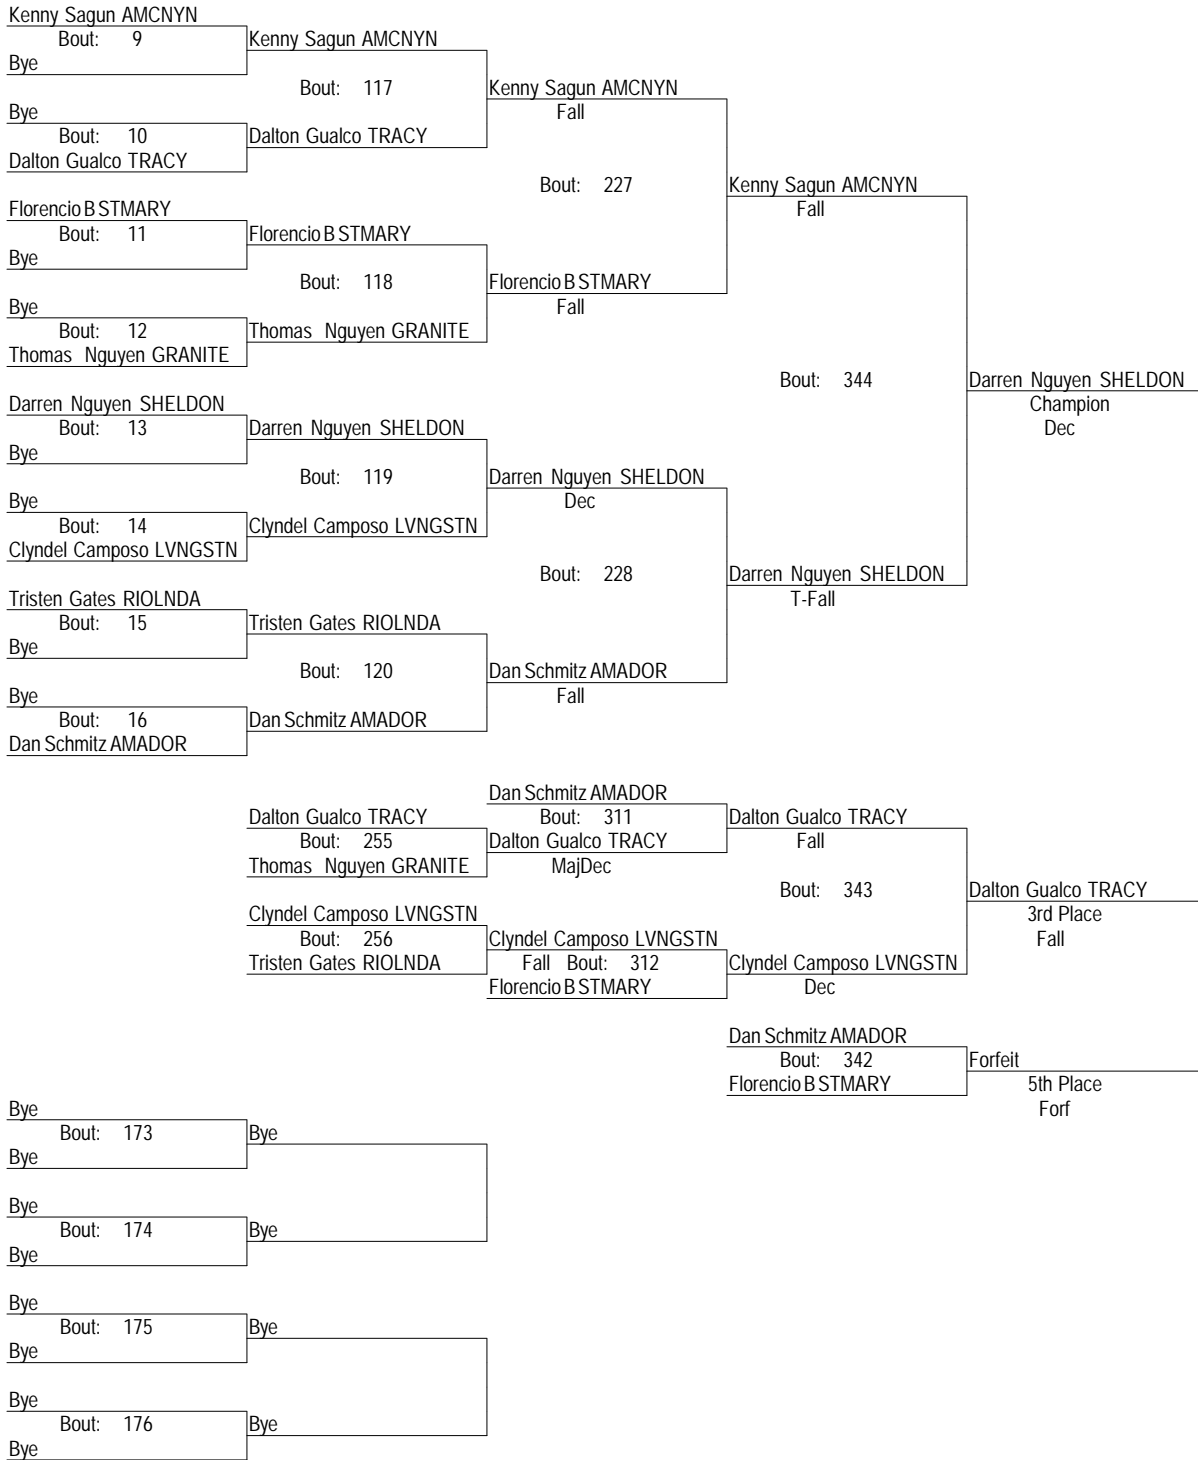 Kenny Sagun AMCNYN
Bout: 9
Kenny Sagun AMCNYN
Bye
Bout: 117
Kenny Sagun AMCNYN
Bye
Fall
Bout: 10
Dalton Gualco TRACY
Dalton Gualco TRACY
Bout: 227
Kenny Sagun AMCNYN
Florencio B STMARY
Fall
Bout: 11
Florencio B STMARY
Bye
Bout: 118
Florencio B STMARY
Bye
Fall
Bout: 12
Thomas Nguyen GRANITE
Thomas Nguyen GRANITE
Bout: 344
Darren Nguyen SHELDON
Darren Nguyen SHELDON
Champion
Bout: 13
Darren Nguyen SHELDON
Dec
Bye
Bout: 119
Darren Nguyen SHELDON
Bye
Dec
Bout: 14
Clyndel Camposo LVNGSTN
Clyndel Camposo LVNGSTN
Bout: 228
Darren Nguyen SHELDON
Tristen Gates RIOLNDA
T-Fall
Bout: 15
Tristen Gates RIOLNDA
Bye
Bout: 120
Dan Schmitz AMADOR
Bye
Fall
Bout: 16
Dan Schmitz AMADOR
Dan Schmitz AMADOR
Dan Schmitz AMADOR
Dalton Gualco TRACY
Bout: 311
Dalton Gualco TRACY
Bout: 255
Dalton Gualco TRACY
Fall
Thomas Nguyen GRANITE
MajDec
Bout: 343
Dalton Gualco TRACY
Clyndel Camposo LVNGSTN
3rd Place
Bout: 256
Clyndel Camposo LVNGSTN
Fall
Tristen Gates RIOLNDA
Fall Bout: 312
Clyndel Camposo LVNGSTN
Florencio B STMARY
Dec
Dan Schmitz AMADOR
Bout: 342
Forfeit
Florencio B STMARY
5th Place
Forf
Bye
Bout: 173
Bye
Bye
Bye
Bout: 174
Bye
Bye
Bye
Bout: 175
Bye
Bye
Bye
Bout: 176
Bye
Bye